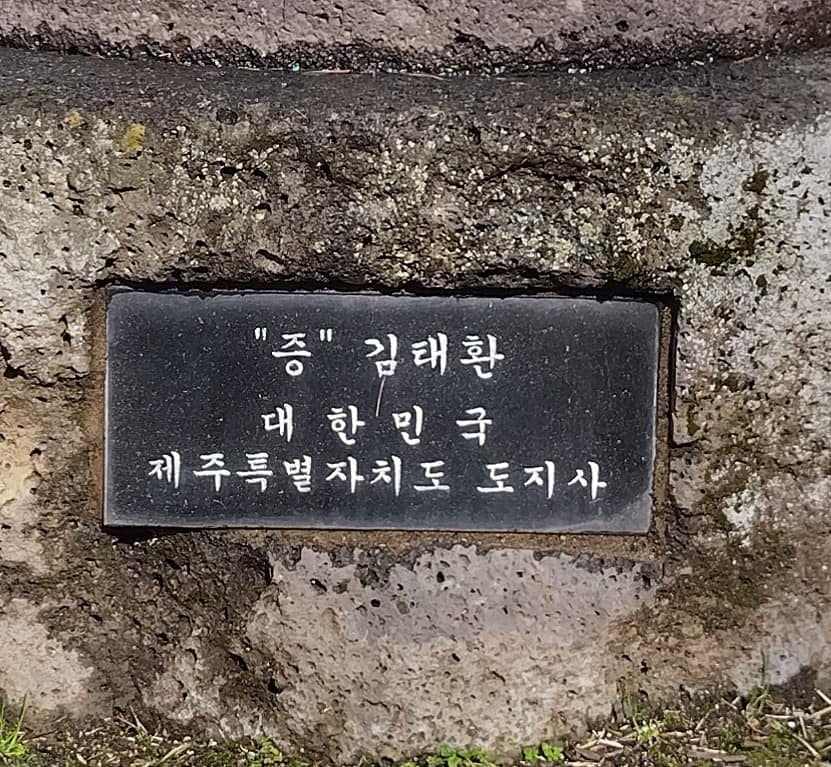 "증" 김태환
대한민국
제주특별자치도 도지사